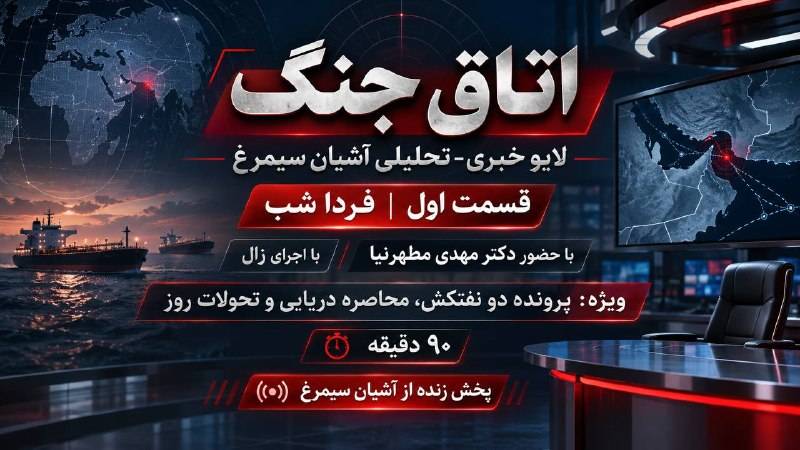 اتاق جنگ
لایو خبری-تحلیلی آشیان سیمرغ
قسمت اول | فردا شب
با حضور دکتر مهدی مطهرنیا
با اجرای زال
ویژه: پرونده دو نفتکش، محاصره دریایی و تحولات روز
۹۰ دقیقه
پخش زنده از آشیان سیمرغ